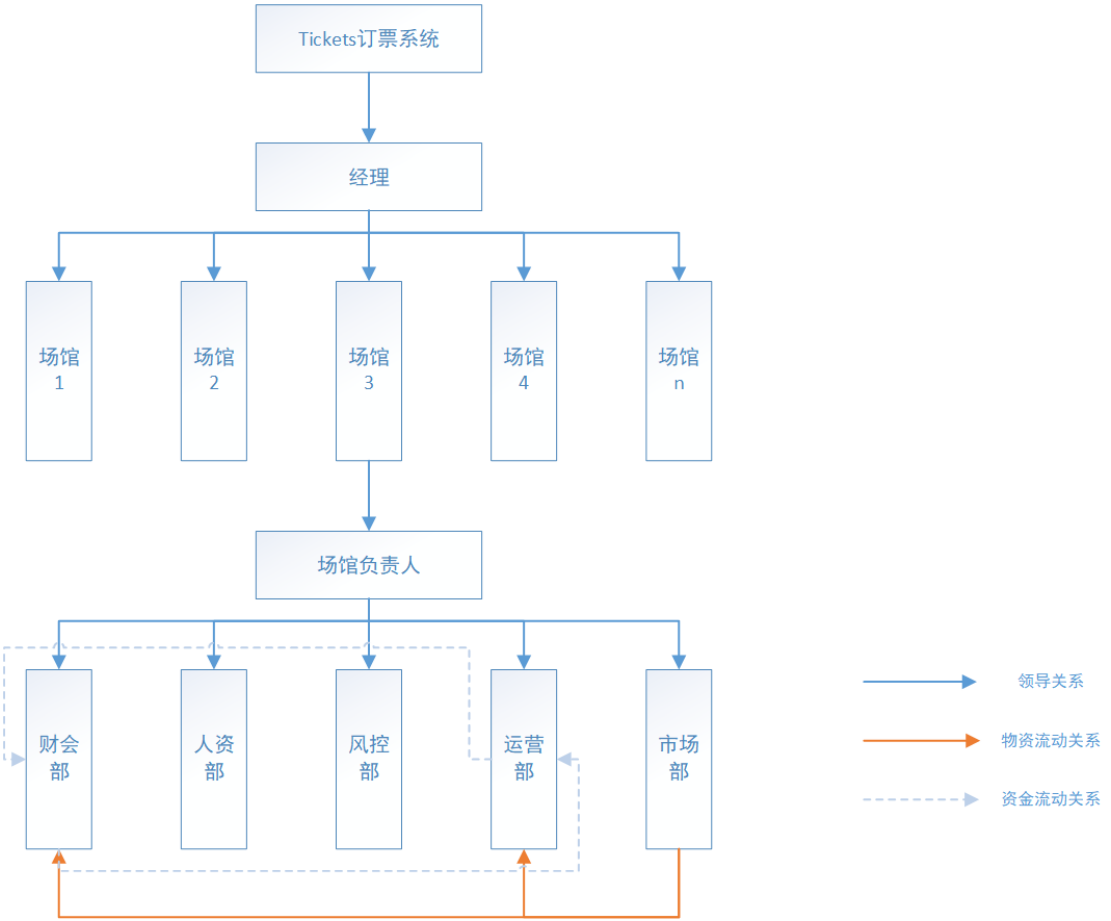 Tickets订票系统
经理
场馆
1
场馆
2
场馆
3
场馆
4
场馆
n
场馆负责人
财会
部
人资
部
风控
部
运营
部
市场
部
领导关系
物资流动关系
资金流动关系